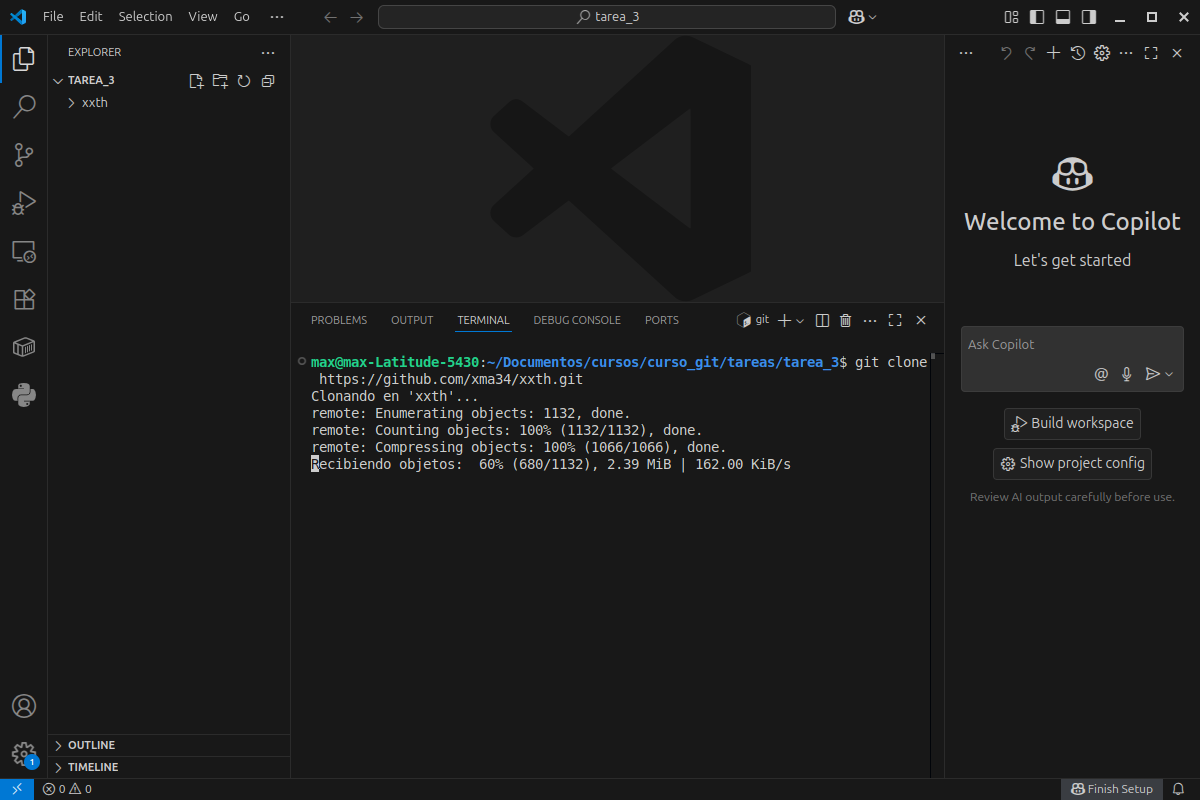 File Edit Selection View Go ··· tarea_3
EXPLORER
TAREA_3
xxth
OUTLINE
TIMELINE
PROBLEMS OUTPUT TERMINAL DEBUG CONSOLE PORTS git
max@max-Latitude-5430:~/Documentos/cursos/curso_git/tareas/tarea_3$ git clone
https://github.com/xma34/xxth.git
Clonando en 'xxth'...
remote: Enumerating objects: 1132, done.
remote: Counting objects: 100% (1132/1132), done.
remote: Compressing objects: 100% (1066/1066), done.
Recibiendo objetos:  60% (680/1132), 2.39 MiB | 162.00 KiB/s
Welcome to Copilot
Let's get started
Ask Copilot
@
Build workspace
Show project config
Review AI output carefully before use.
1
0 0
Finish Setup